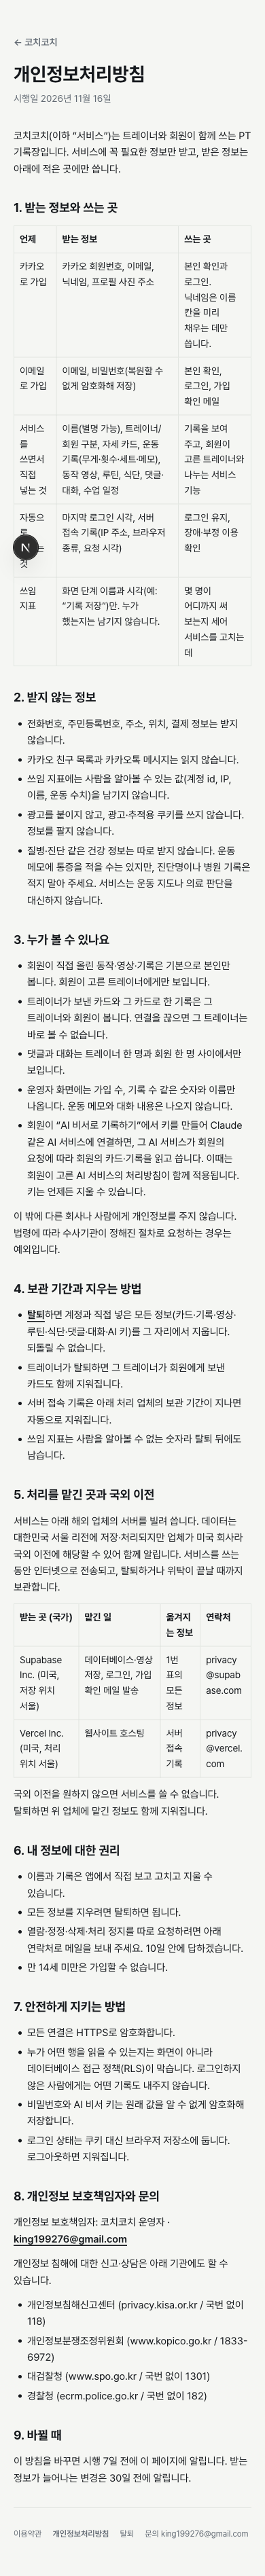 ← 코치코치
개인정보처리방침
시행일 2026년 11월 16일
코치코치(이하 “서비스”)는 트레이너와 회원이 함께 쓰는 PT
기록장입니다. 서비스에 꼭 필요한 정보만 받고, 받은 정보는
아래에 적은 곳에만 씁니다.
1. 받는 정보와 쓰는 곳
언제 받는 정보 쓰는 곳
카카오
로 가입
카카오 회원번호, 이메일,
닉네임, 프로필 사진 주소
본인 확인과
로그인.
닉네임은 이름
칸을 미리
채우는 데만
씁니다.
이메일
로 가입
이메일, 비밀번호(복원할 수
없게 암호화해 저장)
본인 확인,
로그인, 가입
확인 메일
서비스
를
쓰면서
직접
넣는 것
이름(별명 가능), 트레이너/
회원 구분, 자세 카드, 운동
기록(무게·횟수·세트·메모),
동작 영상, 루틴, 식단, 댓글·
대화, 수업 일정
기록을 보여
주고, 회원이
고른 트레이너와
나누는 서비스
기능
자동으
로
N
는
것
마지막 로그인 시각, 서버
접속 기록(IP 주소, 브라우저
종류, 요청 시각)
로그인 유지,
장애·부정 이용
확인
쓰임
지표
화면 단계 이름과 시각(예:
“기록 저장”)만. 누가
했는지는 남기지 않습니다.
몇 명이
어디까지 써
보는지 세어
서비스를 고치는
데
2. 받지 않는 정보
• 전화번호, 주민등록번호, 주소, 위치, 결제 정보는 받지
않습니다.
• 카카오 친구 목록과 카카오톡 메시지는 읽지 않습니다.
• 쓰임 지표에는 사람을 알아볼 수 있는 값(계정 id, IP,
이름, 운동 수치)을 남기지 않습니다.
• 광고를 붙이지 않고, 광고·추적용 쿠키를 쓰지 않습니다.
정보를 팔지 않습니다.
• 질병·진단 같은 건강 정보는 따로 받지 않습니다. 운동
메모에 통증을 적을 수는 있지만, 진단명이나 병원 기록은
적지 말아 주세요. 서비스는 운동 지도나 의료 판단을
대신하지 않습니다.
3. 누가 볼 수 있나요
• 회원이 직접 올린 동작·영상·기록은 기본으로 본인만
봅니다. 회원이 고른 트레이너에게만 보입니다.
• 트레이너가 보낸 카드와 그 카드로 한 기록은 그
트레이너와 회원이 봅니다. 연결을 끊으면 그 트레이너는
바로 볼 수 없습니다.
• 댓글과 대화는 트레이너 한 명과 회원 한 명 사이에서만
보입니다.
• 운영자 화면에는 가입 수, 기록 수 같은 숫자와 이름만
나옵니다. 운동 메모와 대화 내용은 나오지 않습니다.
• 회원이 “AI 비서로 기록하기”에서 키를 만들어 Claude
같은 AI 서비스에 연결하면, 그 AI 서비스가 회원의
요청에 따라 회원의 카드·기록을 읽고 씁니다. 이때는
회원이 고른 AI 서비스의 처리방침이 함께 적용됩니다.
키는 언제든 지울 수 있습니다.
이 밖에 다른 회사나 사람에게 개인정보를 주지 않습니다.
법령에 따라 수사기관이 정해진 절차로 요청하는 경우는
예외입니다.
4. 보관 기간과 지우는 방법
• 탈퇴하면 계정과 직접 넣은 모든 정보(카드·기록·영상·
루틴·식단·댓글·대화·AI 키)를 그 자리에서 지웁니다.
되돌릴 수 없습니다.
• 트레이너가 탈퇴하면 그 트레이너가 회원에게 보낸
카드도 함께 지워집니다.
• 서버 접속 기록은 아래 처리 업체의 보관 기간이 지나면
자동으로 지워집니다.
• 쓰임 지표는 사람을 알아볼 수 없는 숫자라 탈퇴 뒤에도
남습니다.
5. 처리를 맡긴 곳과 국외 이전
서비스는 아래 해외 업체의 서버를 빌려 씁니다. 데이터는
대한민국 서울 리전에 저장·처리되지만 업체가 미국 회사라
국외 이전에 해당할 수 있어 함께 알립니다. 서비스를 쓰는
동안 인터넷으로 전송되고, 탈퇴하거나 위탁이 끝날 때까지
보관합니다.
받는 곳 (국가) 맡긴 일 옮겨지
는 정보 연락처
Supabase
Inc. (미국,
저장 위치
서울)
데이터베이스·영상
저장, 로그인, 가입
확인 메일 발송
1번
표의
모든
정보
privacy
@supab
ase.com
Vercel Inc.
(미국, 처리
위치 서울)
웹사이트 호스팅
서버
접속
기록
privacy
@vercel.
com
국외 이전을 원하지 않으면 서비스를 쓸 수 없습니다.
탈퇴하면 위 업체에 맡긴 정보도 함께 지워집니다.
6. 내 정보에 대한 권리
• 이름과 기록은 앱에서 직접 보고 고치고 지울 수
있습니다.
• 모든 정보를 지우려면 탈퇴하면 됩니다.
• 열람·정정·삭제·처리 정지를 따로 요청하려면 아래
연락처로 메일을 보내 주세요. 10일 안에 답하겠습니다.
• 만 14세 미만은 가입할 수 없습니다.
7. 안전하게 지키는 방법
• 모든 연결은 HTTPS로 암호화합니다.
• 누가 어떤 행을 읽을 수 있는지는 화면이 아니라
데이터베이스 접근 정책(RLS)이 막습니다. 로그인하지
않은 사람에게는 어떤 기록도 내주지 않습니다.
• 비밀번호와 AI 비서 키는 원래 값을 알 수 없게 암호화해
저장합니다.
• 로그인 상태는 쿠키 대신 브라우저 저장소에 둡니다.
로그아웃하면 지워집니다.
8. 개인정보 보호책임자와 문의
개인정보 보호책임자: 코치코치 운영자 ·
king199276@gmail.com
개인정보 침해에 대한 신고·상담은 아래 기관에도 할 수
있습니다.
• 개인정보침해신고센터 (privacy.kisa.or.kr / 국번 없이
118)
• 개인정보분쟁조정위원회 (www.kopico.go.kr / 1833-
6972)
• 대검찰청 (www.spo.go.kr / 국번 없이 1301)
• 경찰청 (ecrm.police.go.kr / 국번 없이 182)
9. 바뀔 때
이 방침을 바꾸면 시행 7일 전에 이 페이지에 알립니다. 받는
정보가 늘어나는 변경은 30일 전에 알립니다.
이용약관 개인정보처리방침 탈퇴 문의 king199276@gmail.com